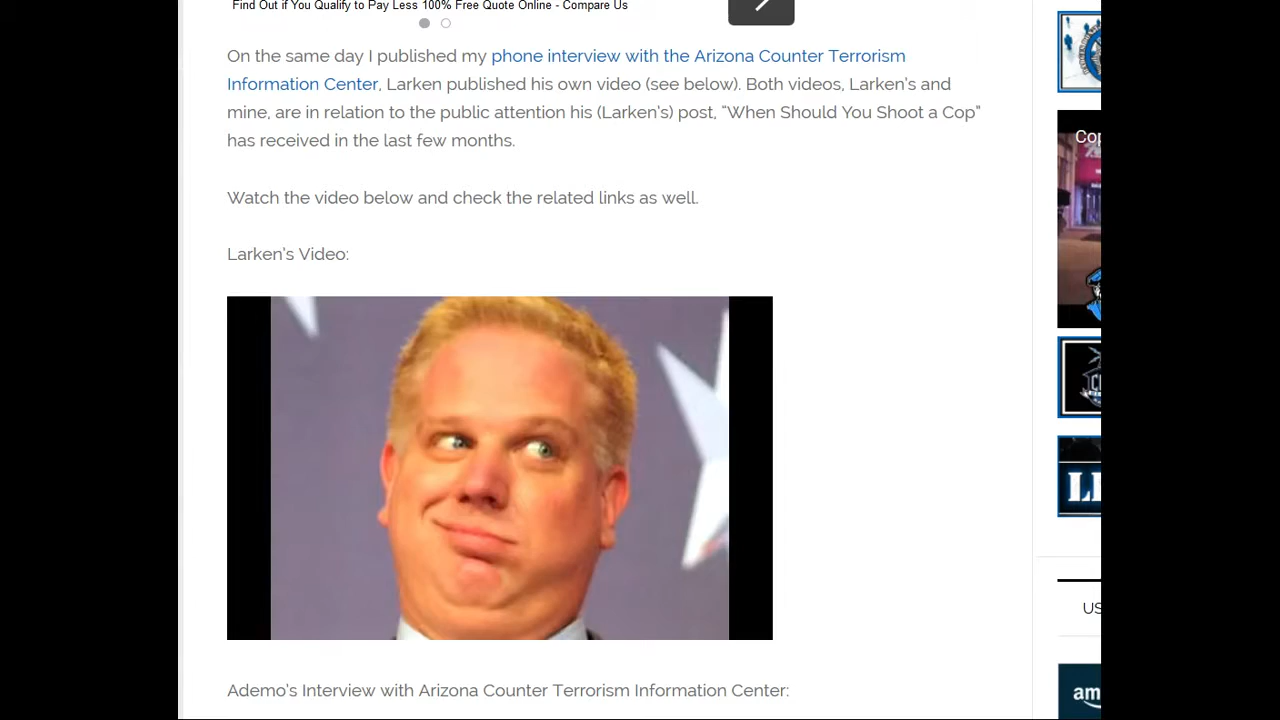 Find Out if You Qualify to Pay Less 100% Free Quote Online - Compare Us
On the same day I published my phone interview with the Arizona Counter Terrorism
Information Center, Larken published his own video (see below). Both videos, Larken's and
mine, are in relation to the public attention his (Larken's) post, “When Should You Shoot a Cop”
has received in the last few months.
Watch the video below and check the related links as well.
Larken's Video:
Ademo's Interview with Arizona Counter Terrorism Information Center:
Cop
US
am